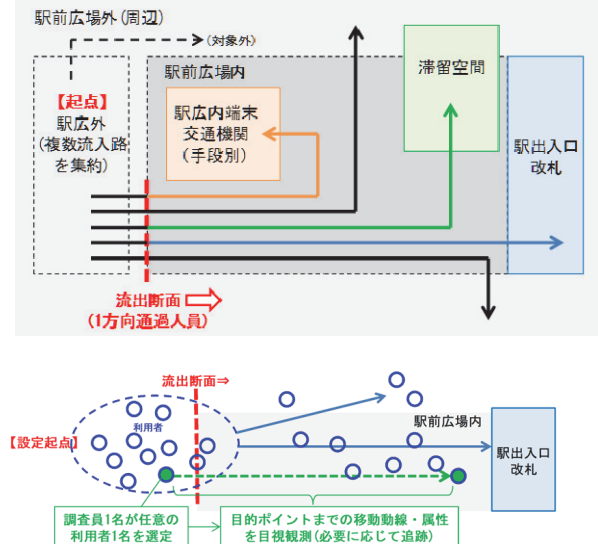 駅前広場外(周辺)
(対象外)
駅前広場内
【起点】
駅広外
(複数流入路
を集約)
駅広内端末
交通機関
(手段別)
滞留空間
駅出入口
改札
流出断面
(1方向通過人員)
流出断面⇒
利用者
【設定起点】
駅前広場内
駅出入口
改札
調査員1名が任意の
利用者1名を選定
目的ポイントまでの移動動線・属性
を目視観測(必要に応じて追跡)